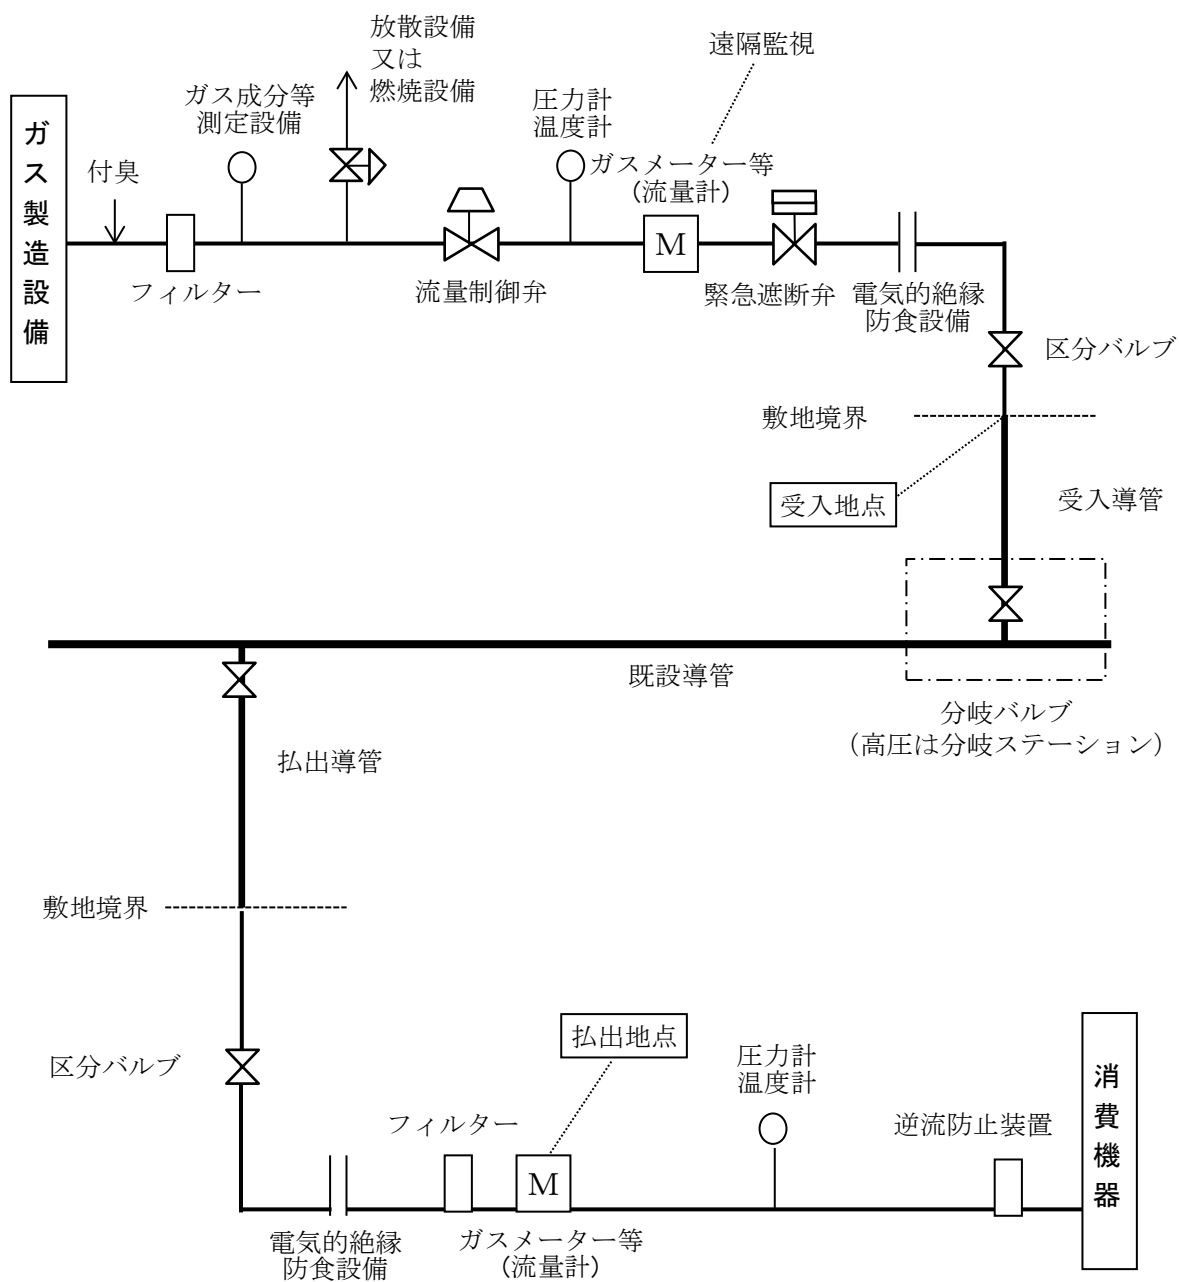 放散設備
又は
燃焼設備
遠隔監視
ガス成分等
測定設備
圧力計
温度計
ガス製造設備
付臭
ガスメーター等
(流量計)
M
フィルター
流量制御弁
緊急遮断弁
電気的絶縁
防食設備
区分バルブ
敷地境界
受入地点
受入導管
既設導管
分岐バルブ
(高圧は分岐ステーション)
払出導管
敷地境界
区分バルブ
払出地点
圧力計
温度計
消費機器
フィルター
逆流防止装置
M
電気的絶縁
防食設備
ガスメーター等
(流量計)